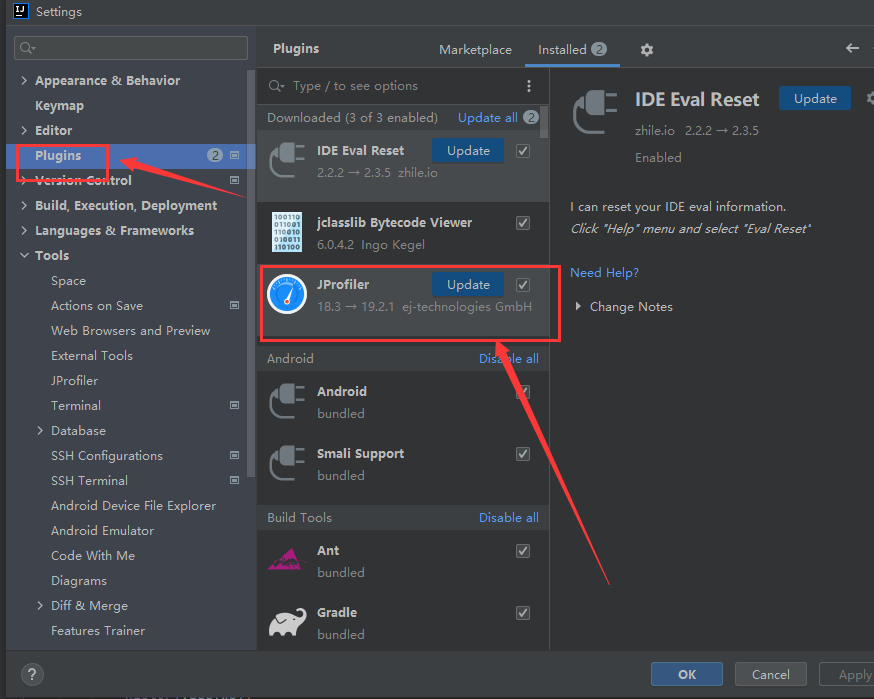 Settings
Plugins
Marketplace
Installed 2
Type / to see options
Appearance & Behavior
Keymap
Editor
Plugins 2
Version Control
Build, Execution, Deployment
Languages & Frameworks
Tools
Space
Actions on Save
Web Browsers and Preview
External Tools
JProfiler
Terminal
Database
SSH Configurations
SSH Terminal
Android Device File Explorer
Android Emulator
Code With Me
Diagrams
Diff & Merge
Features Trainer
Downloaded (3 of 3 enabled) Update all 2
IDE Eval Reset Update
2.2.2 → 2.3.5 zhile.io
jclasslib Bytecode Viewer
6.0.4.2 Ingo Kegel
JProfiler Update
18.3 → 19.2.1 ej-technologies GmbH
Android Disable all
Android
bundled
Smali Support
bundled
Build Tools Disable all
Ant
bundled
Gradle
bundled
IDE Eval Reset Update
zhile.io 2.2.2 → 2.3.5
Enabled
I can reset your IDE eval information.
Click "Help" menu and select "Eval Reset"
Need Help?
Change Notes
?
OK Cancel Apply